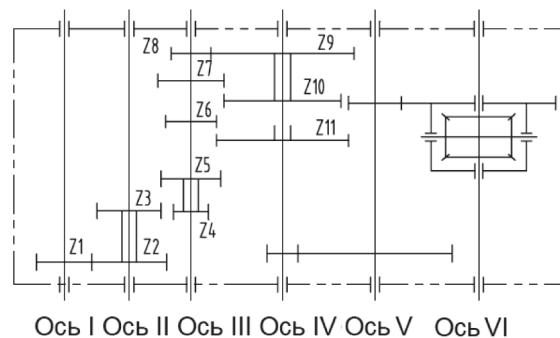 Z8 Z9
Z7
Z10
Z6
Z11
Z5
Z3
Z4
Z1 Z2
Ось I Ось II Ось III Ось IV Ось V Ось VI